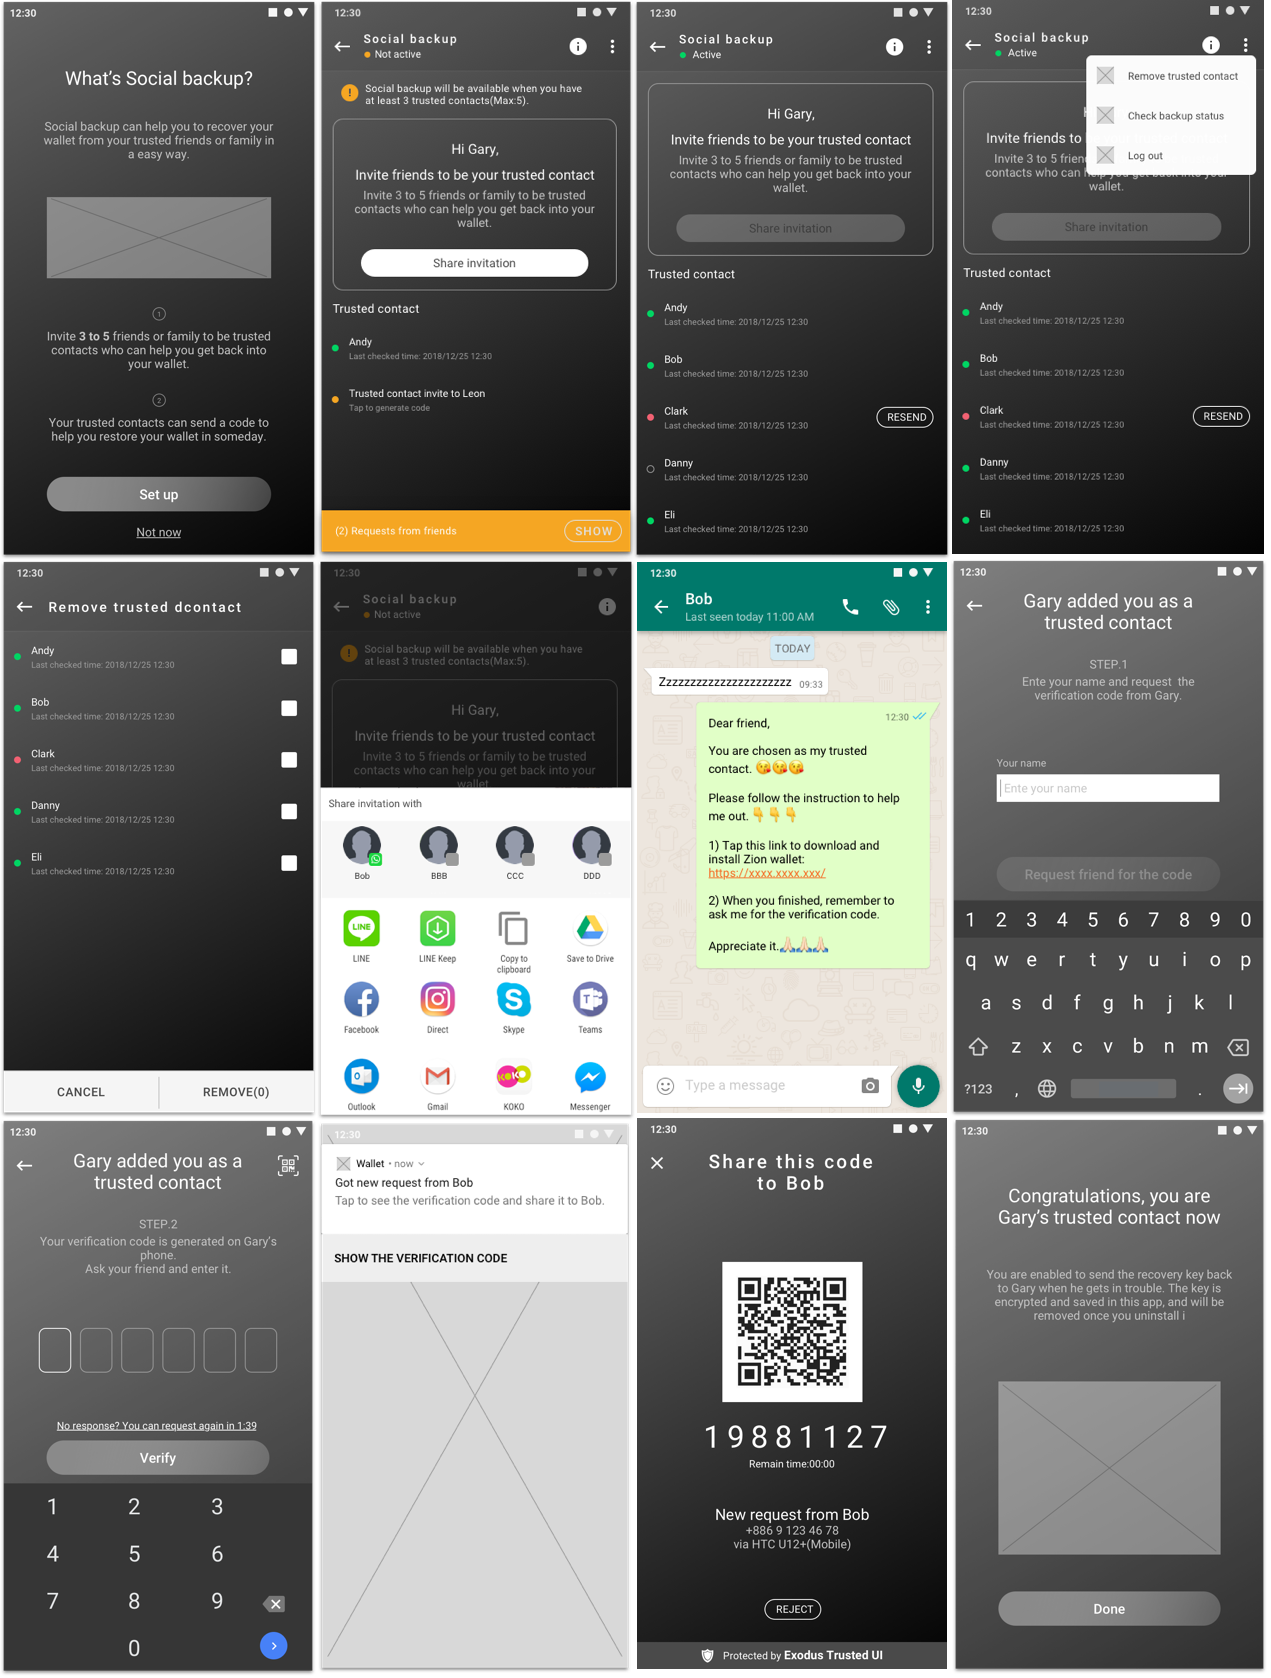 12:30
What's Social backup?
Social backup can help you to recover your
wallet from your trusted friends or family in
a easy way.
1
Invite 3 to 5 friends or family to be trusted
contacts who can help you get back into
your wallet.
2
Your trusted contacts can send a code to
help you restore your wallet in someday.
Set up
Not now
12:30
Social backup
Not active
Social backup will be available when you have
at least 3 trusted contacts(Max:5).
Hi Gary,
Invite friends to be your trusted contact
Invite 3 to 5 friends or family to be trusted
contacts who can help you get back into your
wallet.
Share invitation
Trusted contact
Andy
Last checked time: 2018/12/25 12:30
Trusted contact invite to Leon
Tap to generate code
(2) Requests from friends
SHOW
12:30
Social backup
Active
Hi Gary,
Invite friends to be your trusted contact
Invite 3 to 5 friends or family to be trusted
contacts who can help you get back into your
wallet.
Share invitation
Trusted contact
Andy
Last checked time: 2018/12/25 12:30
Bob
Last checked time: 2018/12/25 12:30
Clark
Last checked time: 2018/12/25 12:30
RESEND
Danny
Last checked time: 2018/12/25 12:30
Eli
Last checked time: 2018/12/25 12:30
12:30
Social backup
Active
Remove trusted contact
Check backup status
Log out
Invite friends to
Invite 3 to 5
contacts who can help you get back into your
wallet.
Share invitation
Trusted contact
Andy
Last checked time: 2018/12/25 12:30
Bob
Last checked time: 2018/12/25 12:30
Clark
Last checked time: 2018/12/25 12:30
RESEND
Danny
Last checked time: 2018/12/25 12:30
Eli
Last checked time: 2018/12/25 12:30
12:30
Remove trusted dcontact
Andy
Last checked time: 2018/12/25 12:30
Bob
Last checked time: 2018/12/25 12:30
Clark
Last checked time: 2018/12/25 12:30
Danny
Last checked time: 2018/12/25 12:30
Eli
Last checked time: 2018/12/25 12:30
CANCEL
REMOVE(0)
12:30
Social backup
Not active
Social backup will be available when you have
at least 3 trusted contacts(Max:5).
Hi Gary,
Invite friends to be your trusted contact
Invite 3 to 5 friends or family to be trusted
contacts who can help you get back into your
wallet
Share invitation with
Bob BBB CCC DDD
LINE
LINE
LINE Keep
Copy to
clipboard
Save to Drive
Facebook Direct Skype Teams
KOKO
Outlook Gmail KOKO Messenger
12:30
Bob
Last seen today 11:00 AM
TODAY
Zzzzzzzzzzzzzzzzzzzzzz 09:33
12:30
Dear friend,
You are chosen as my trusted
contact. 😘😘😘
Please follow the instruction to help
me out. 👇👇👇
1) Tap this link to download and
install Zion wallet:
https://xxxx.xxxx.xxx/
2) When you finished, remember to
ask me for the verification code.
Appreciate it.🙏🏻🙏🏻🙏🏻
Type a message
12:30
Gary added you as a
trusted contact
STEP.1
Ente your name and request the
verification code from Gary.
Your name
Enter your name
Request friend for the code
1 2 3 4 5 6 7 8 9 0
q w e r t y u i o p
a s d f g h j k l
z x c v b n m
?123 , .
12:30
Gary added you as a
trusted contact
STEP.2
Your verification code is generated on Gary's
phone.
Ask your friend and enter it.
No response? You can request again in 1:39
Verify
1 2 3
4 5 6
7 8 9
0
12:30
Wallet • now
Got new request from Bob
Tap to see the verification code and share it to Bob.
SHOW THE VERIFICATION CODE
12:30
Share this code
to Bob
19881127
Remain time:00:00
New request from Bob
+886 9 123 46 78
via HTC U12+(Mobile)
REJECT
Protected by Exodus Trusted UI
12:30
Congratulations, you are
Gary's trusted contact now
You are enabled to send the recovery key back
to Gary when he gets in trouble. The key is
encrypted and saved in this app, and will be
removed once you uninstall i
Done